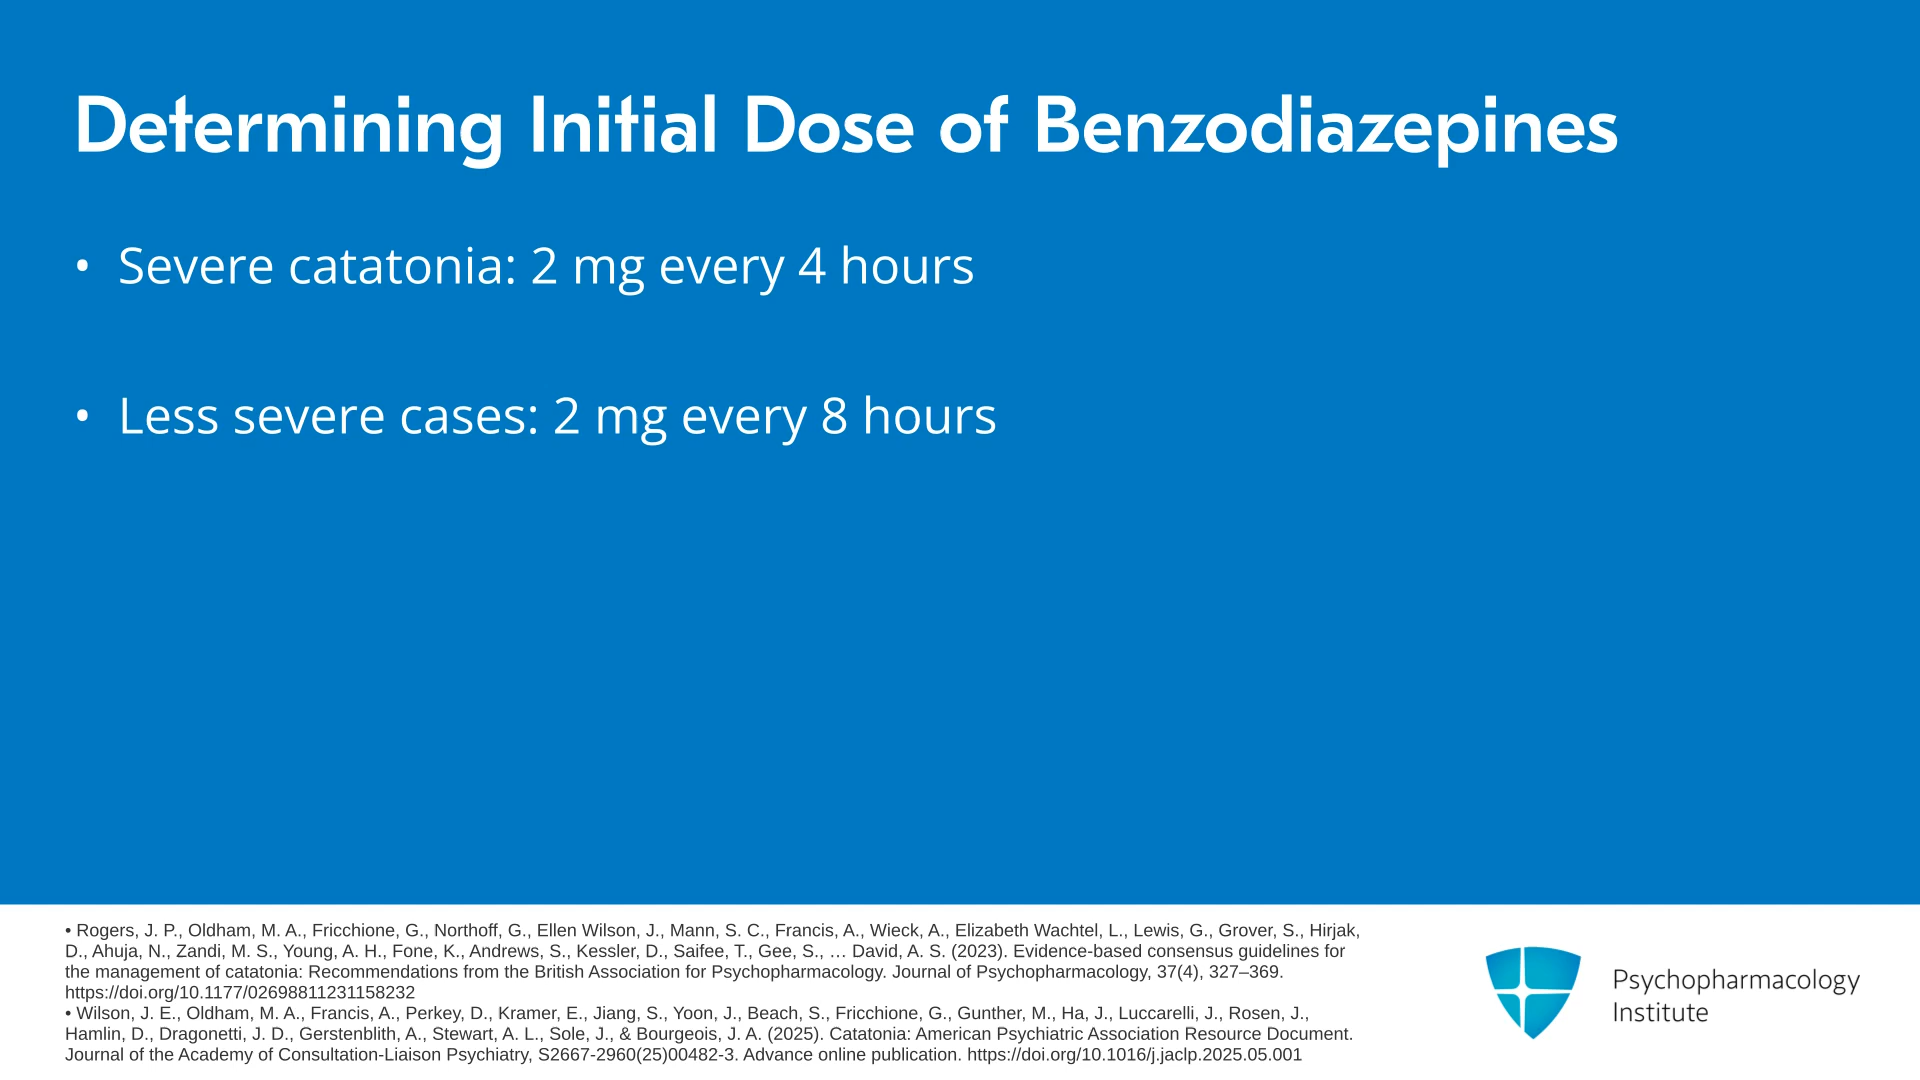 Determining Initial Dose of Benzodiazepines
• Severe catatonia: 2 mg every 4 hours
• Less severe cases: 2 mg every 8 hours
• Rogers, J. P., Oldham, M. A., Fricchione, G., Northoff, G., Ellen Wilson, J., Mann, S. C., Francis, A., Wieck, A., Elizabeth Wachtel, L., Lewis, G., Grover, S., Hirjak,
D., Ahuja, N., Zandi, M. S., Young, A. H., Fone, K., Andrews, S., Kessler, D., Saifee, T., Gee, S., … David, A. S. (2023). Evidence-based consensus guidelines for
the management of catatonia: Recommendations from the British Association for Psychopharmacology. Journal of Psychopharmacology, 37(4), 327–369.
https://doi.org/10.1177/02698811231158232
• Wilson, J. E., Oldham, M. A., Francis, A., Perkey, D., Kramer, E., Jiang, S., Yoon, J., Beach, S., Fricchione, G., Gunther, M., Ha, J., Luccarelli, J., Rosen, J.,
Hamlin, D., Dragonetti, J. D., Gerstenblith, A., Stewart, A. L., Sole, J., & Bourgeois, J. A. (2025). Catatonia: American Psychiatric Association Resource Document.
Journal of the Academy of Consultation-Liaison Psychiatry, S2667-2960(25)00482-3. Advance online publication. https://doi.org/10.1016/j.jaclp.2025.05.001
Psychopharmacology
Institute